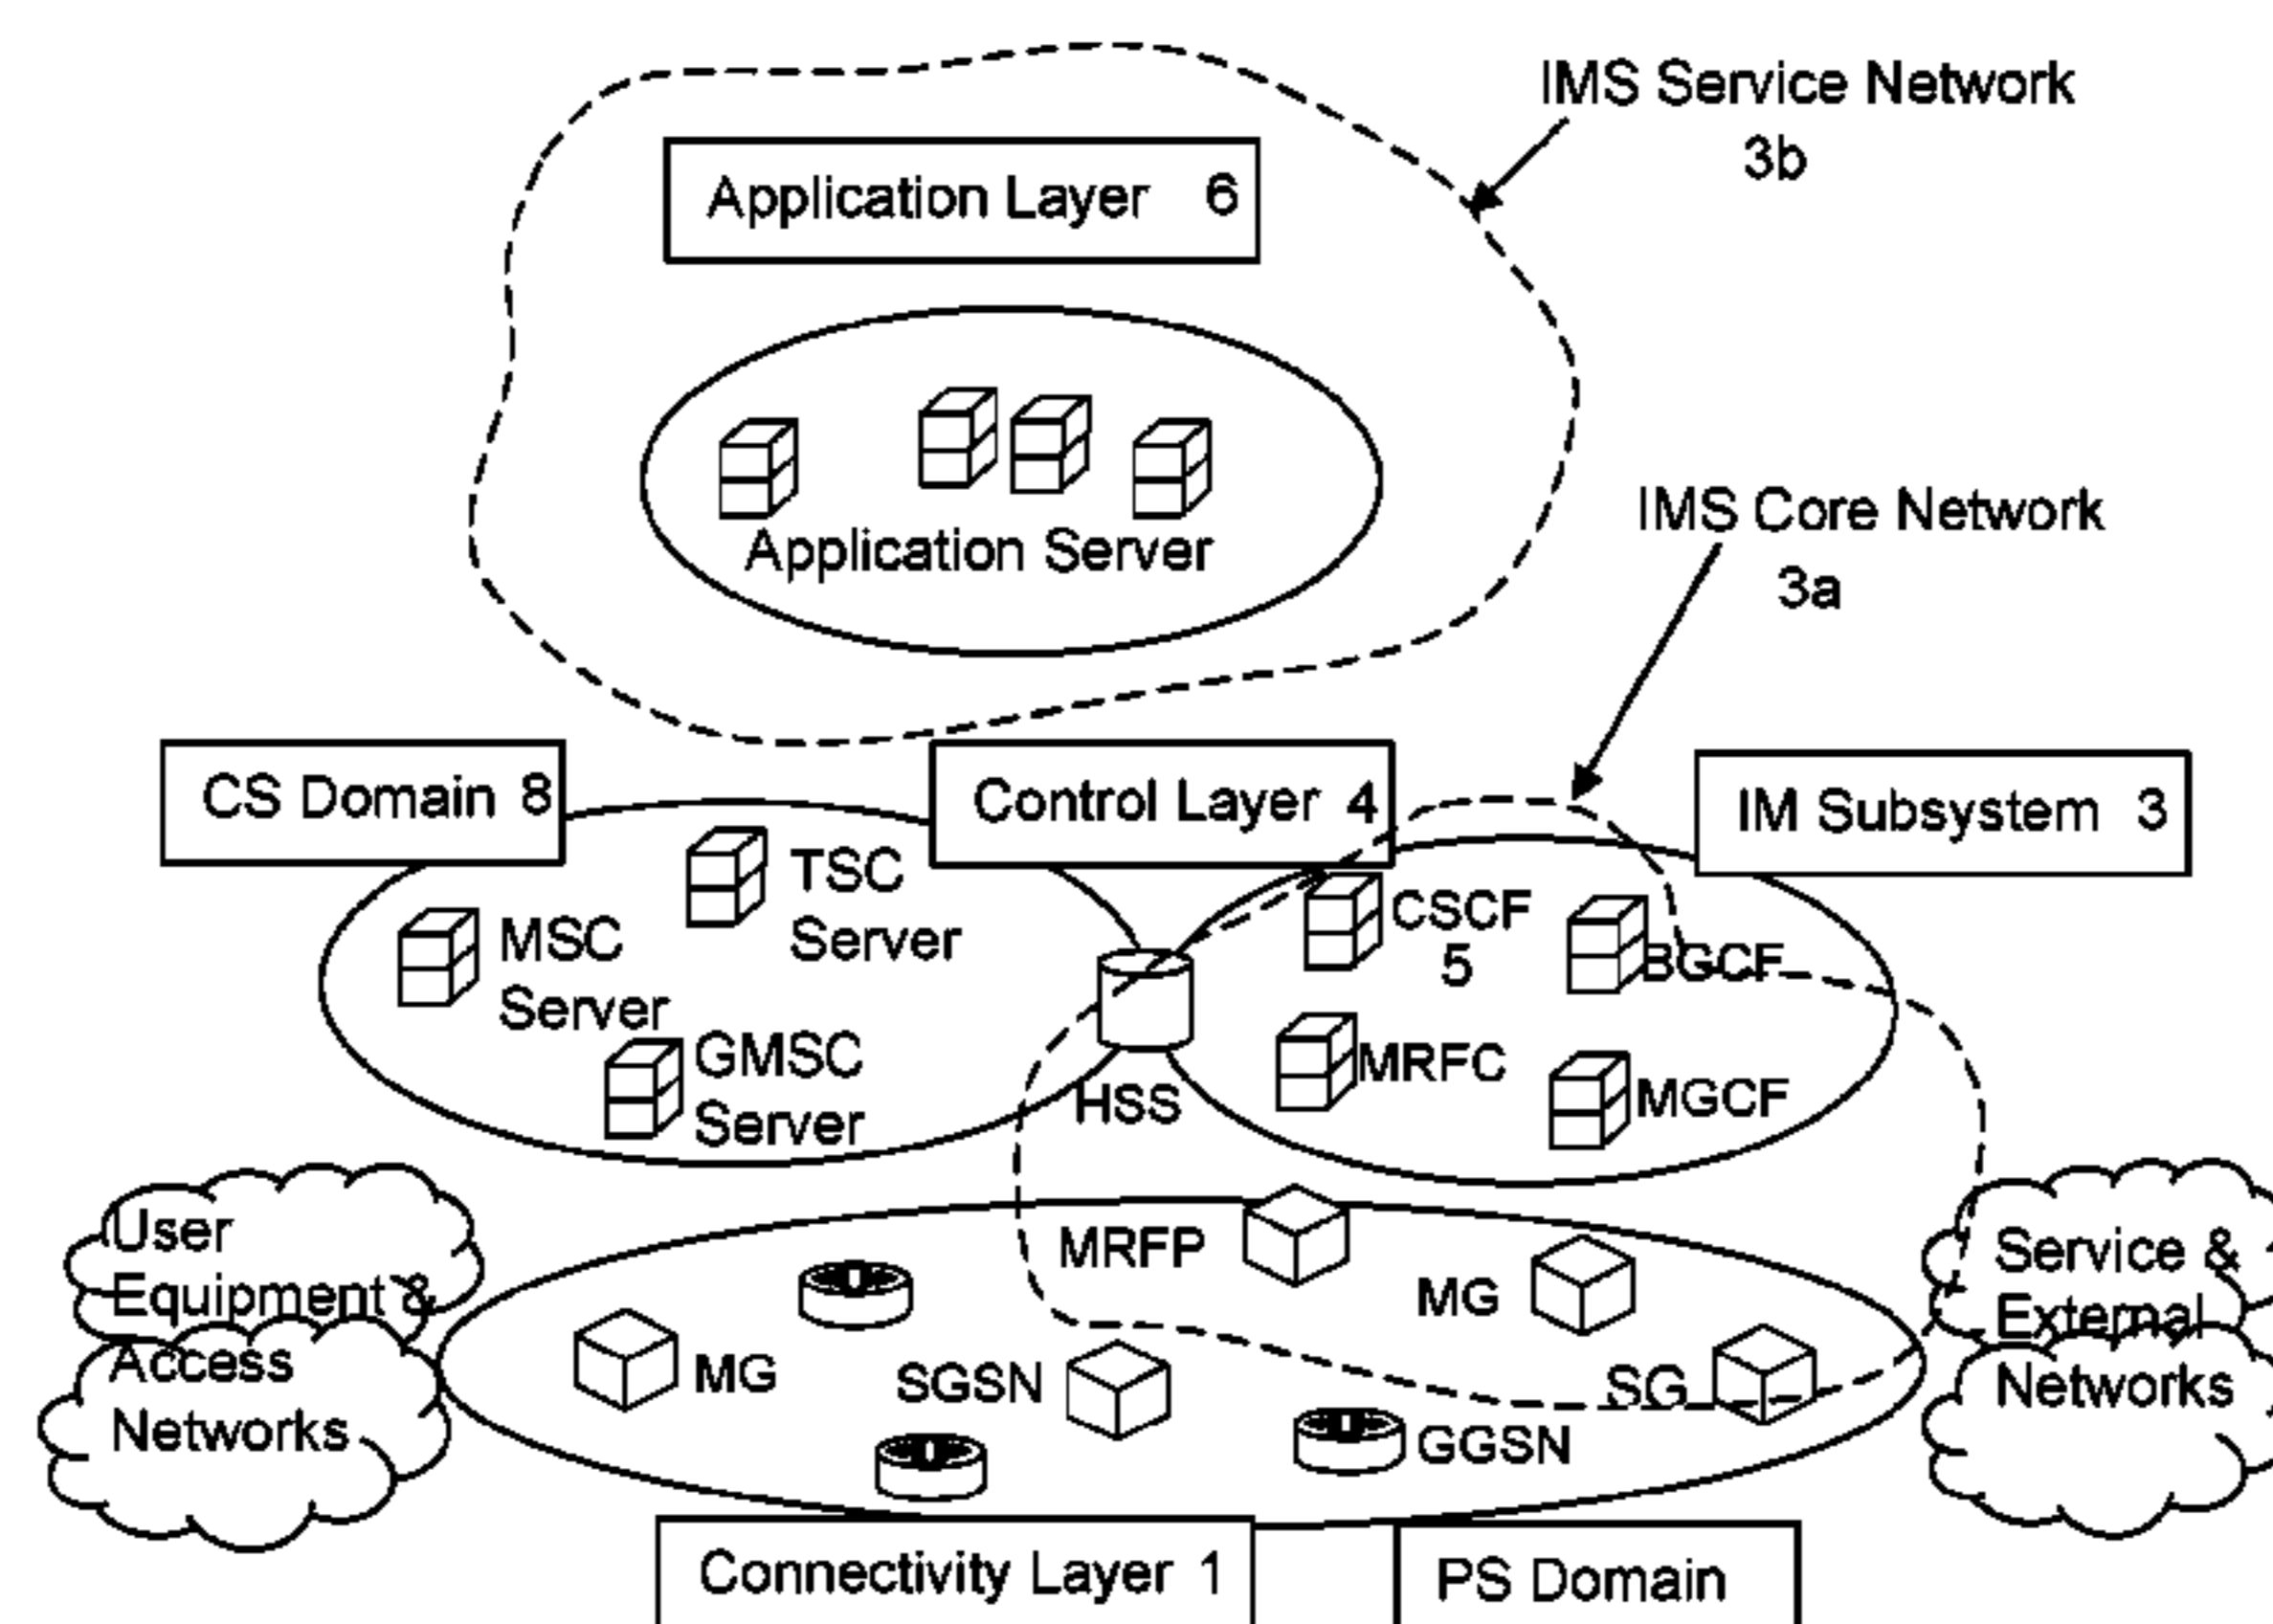 IMS Service Network
3b
Application Layer 6
Application Server
IMS Core Network
3a
CS Domain 8
Control Layer 4
IM Subsystem 3
TSC
Server
MSC
Server
GMSC
Server
HSS
CSCF
5
BGCF
MRFC
MGCF
User
Equipment &
Access
Networks
MRFP
MG
MG
SGSN
SG
GGSN
Service &
External
Networks
Connectivity Layer 1
PS Domain